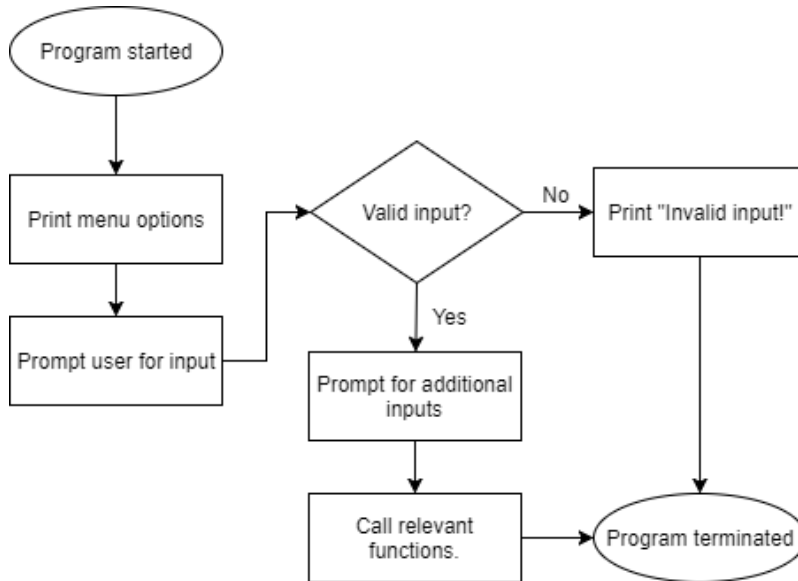 Program started
Print menu options
Prompt user for input
Valid input?
No
Print "Invalid input!"
Yes
Prompt for additional
inputs
Call relevant
functions.
Program terminated